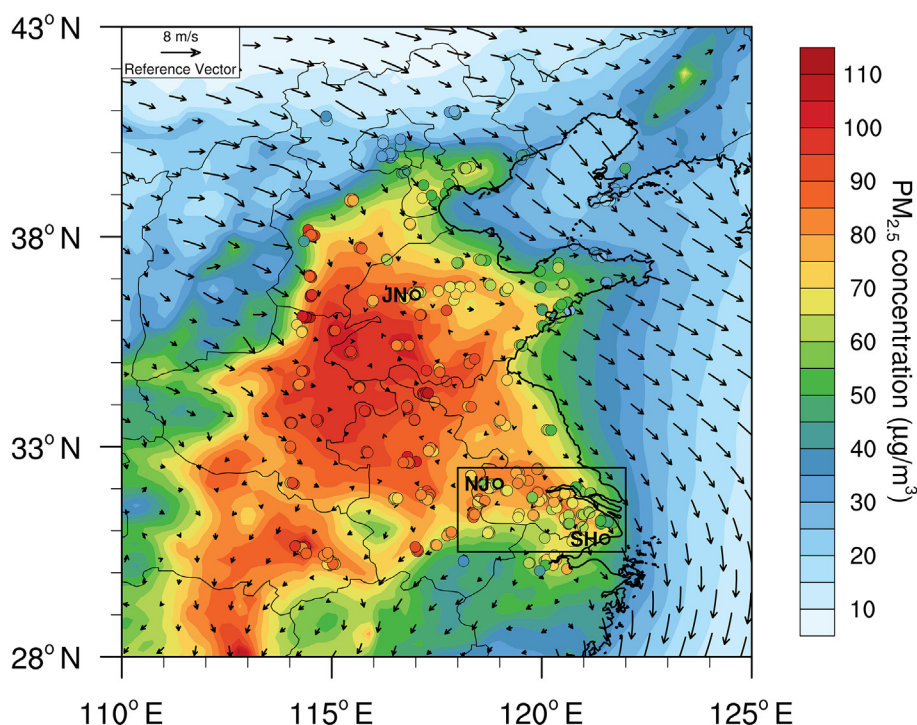 43° N
8 m/s
Reference Vector
38° N
33° N
28° N
JN
NJ
SH
110° E
115° E
120° E
125° E
110
100
90
80
70
60
50
40
30
20
10
PM2.5 concentration (μg/m³)